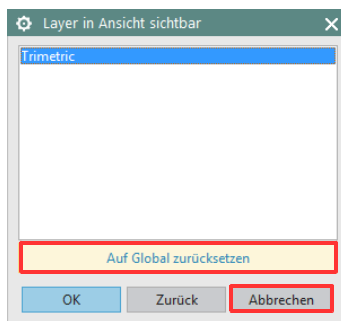 Layer in Ansicht sichtbar
Trimetric
Auf Global zurücksetzen
OK Zurück Abbrechen